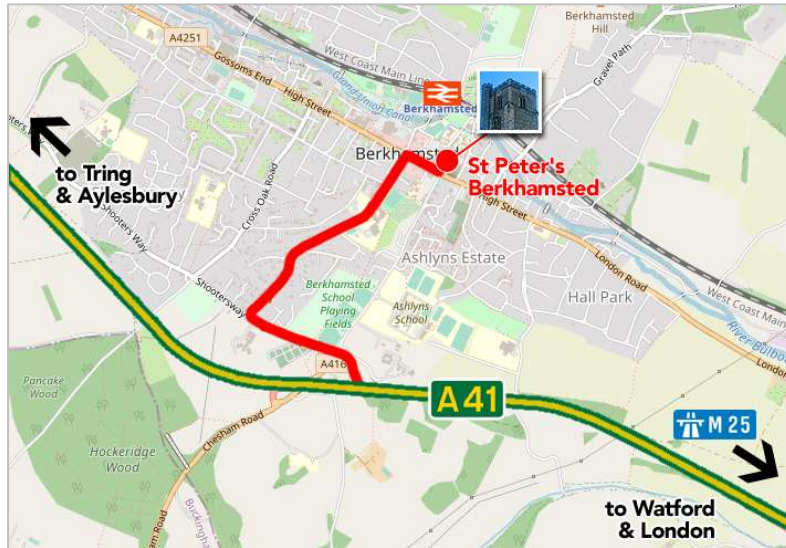 Berkhamsted
Hill
A4251
Gossoms End
West Coast Main Line
Gravel Path
Grand Union Canal
High Street
Berkhamsted
Berkhamsted
St Peter's
Berkhamsted
to Tring
& Aylesbury
Shooters Way
Cross Oak Road
High Street
Ashlyns Estate
London Road
Shootersway
Berkhamsted
School
Playing
Fields
Ashlyns
School
Hall Park
West Coast Main
River Bulbo
Londo
A416
Pancake
Wood
A41
Chesham Road
M 25
Hockeridge
Wood
to Watford
& London
Buckingha